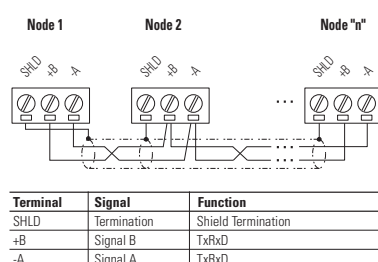 Node 1 Node 2 Node "n"
SHLD +B -A SHLD +B -A SHLD +B -A
Terminal Signal Function
SHLD Termination Shield Termination
+B Signal B TxRxD
-A Signal A TxRxD